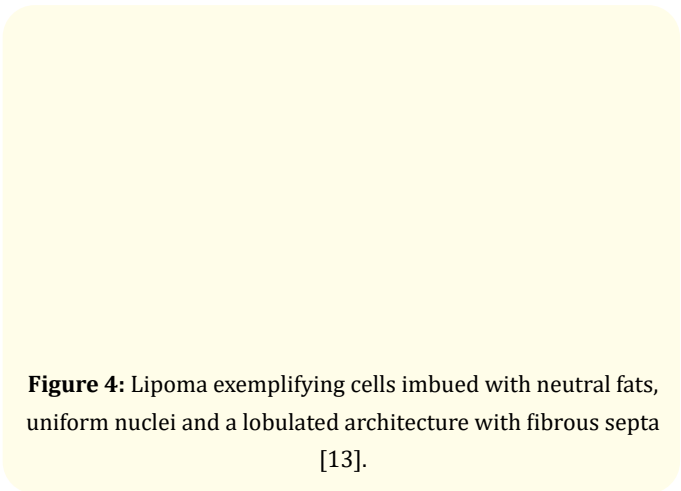 Figure 4: Lipoma exemplifying cells imbued with neutral fats,
uniform nuclei and a lobulated architecture with fibrous septa
[13].